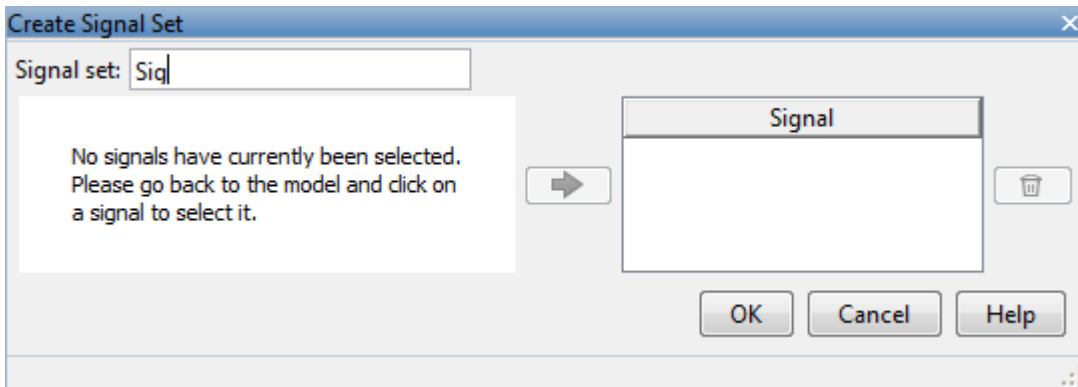 Create Signal Set
Signal set: Sig
No signals have currently been selected.
Please go back to the model and click on
a signal to select it.
Signal
OK Cancel Help